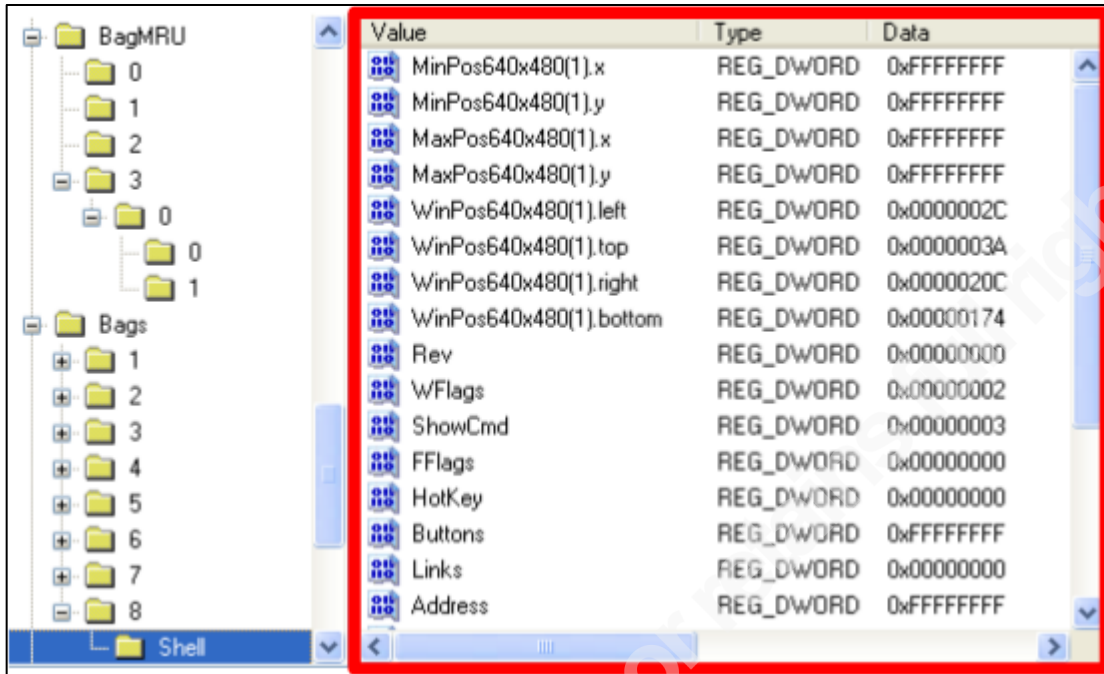 BagMRU
0
1
2
3
0
0
1
Bags
1
2
3
4
5
6
7
8
Shell
Value Type Data
MinPos640x480(1).x REG_DWORD 0xFFFFFFFF
MinPos640x480(1).y REG_DWORD 0xFFFFFFFF
MaxPos640x480(1).x REG_DWORD 0xFFFFFFFF
MaxPos640x480(1).y REG_DWORD 0xFFFFFFFF
WinPos640x480(1).left REG_DWORD 0x0000002C
WinPos640x480(1).top REG_DWORD 0x0000003A
WinPos640x480(1).right REG_DWORD 0x0000020C
WinPos640x480(1).bottom REG_DWORD 0x00000174
Rev REG_DWORD 0x00000000
WFlags REG_DWORD 0x00000002
ShowCmd REG_DWORD 0x00000003
FFlags REG_DWORD 0x00000000
HotKey REG_DWORD 0x00000000
Buttons REG_DWORD 0xFFFFFFFF
Links REG_DWORD 0x00000000
Address REG_DWORD 0xFFFFFFFF